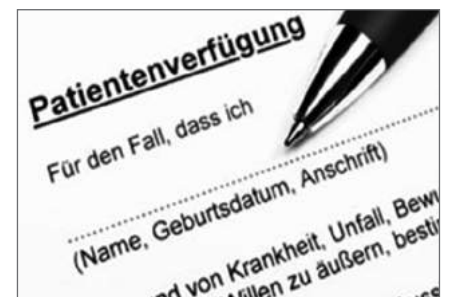 Patientenverfügung
Für den Fall, dass ich
(Name, Geburtsdatum, Anschrift)
und von Krankheit, Unfall,
Willen zu äußern,